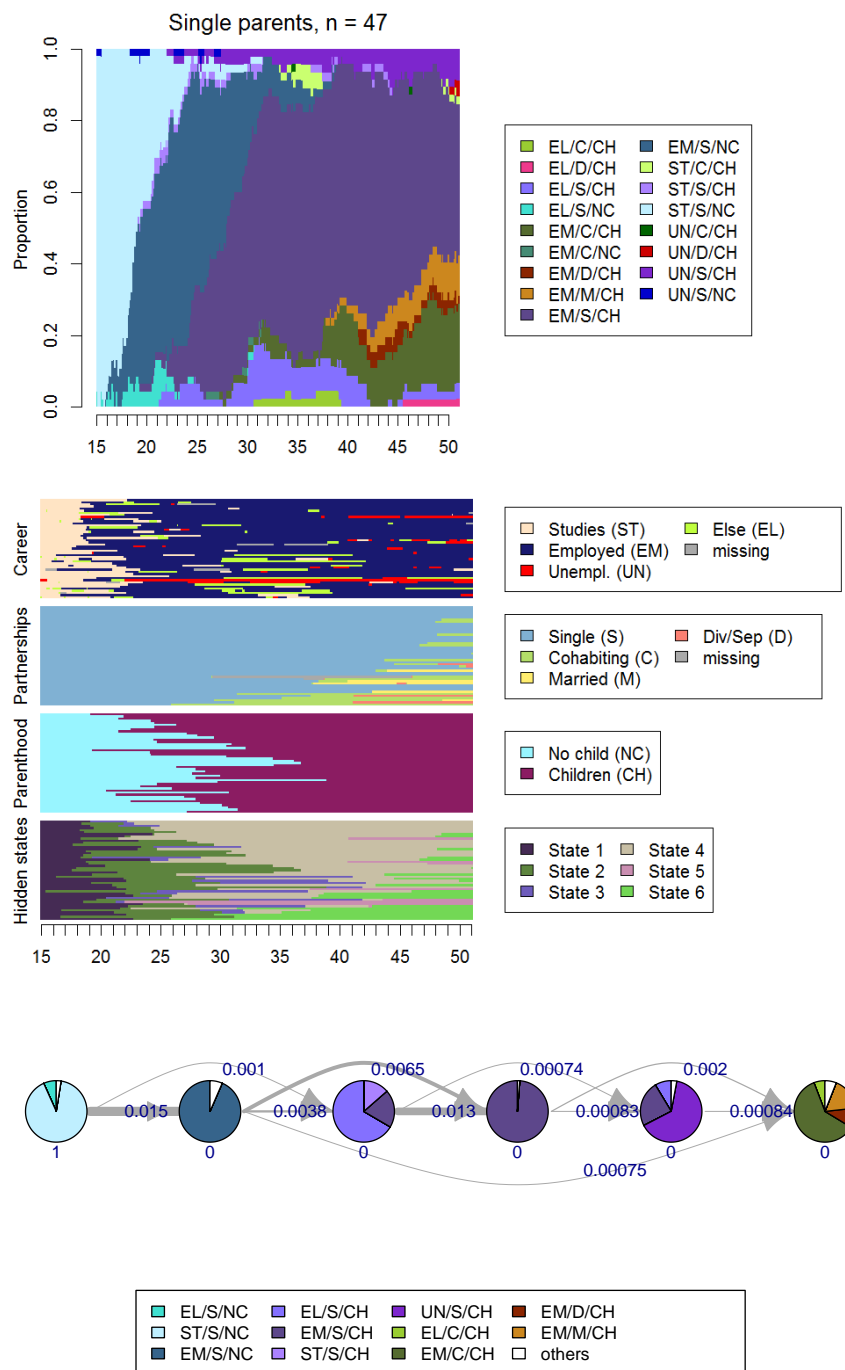 Single parents, n = 47
Proportion
1.0
0.8
0.6
0.4
0.2
0.0
15 20 25 30 35 40 45 50
EL/C/CH EM/S/NC
EL/D/CH ST/C/CH
EL/S/CH ST/S/CH
EL/S/NC ST/S/NC
EM/C/CH UN/C/CH
EM/C/NC UN/D/CH
EM/D/CH UN/S/CH
EM/M/CH UN/S/NC
EM/S/CH
Career
Studies (ST) Else (EL)
Employed (EM) missing
Unempl. (UN)
Partnerships
Single (S) Div/Sep (D)
Cohabiting (C) missing
Married (M)
Parenthood
No child (NC)
Children (CH)
Hidden states
State 1 State 4
State 2 State 5
State 3 State 6
15 20 25 30 35 40 45 50
0.001 0.0065 0.00074 0.002
0.015 0.0038 0.013 0.00083 0.00084
1 0 0 0 0 0
0.00075
EL/S/NC EL/S/CH UN/S/CH EM/D/CH
ST/S/NC EM/S/CH EL/C/CH EM/M/CH
EM/S/NC ST/S/CH EM/C/CH others